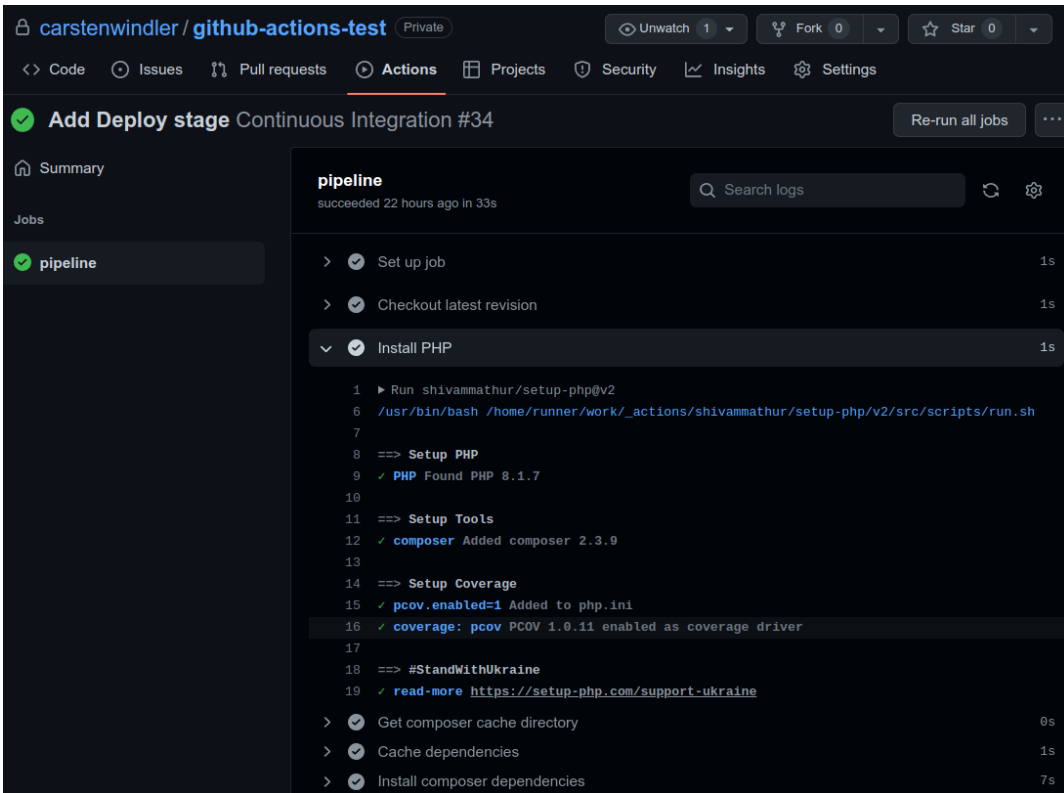 carstenwindler / github-actions-test Private Unwatch 1 Fork 0 Star 0
Code Issues Pull requests Actions Projects Security Insights Settings
Add Deploy stage Continuous Integration #34 Re-run all jobs ...
Summary
Jobs
pipeline
pipeline
succeeded 22 hours ago in 33s
Search logs
Set up job 1s
Checkout latest revision 1s
Install PHP 1s
1 ▶ Run shivammathur/setup-php@v2
6 /usr/bin/bash /home/runner/work/_actions/shivammathur/setup-php/v2/src/scripts/run.sh
7
8 ==> Setup PHP
9 ✓ PHP Found PHP 8.1.7
10
11 ==> Setup Tools
12 ✓ composer Added composer 2.3.9
13
14 ==> Setup Coverage
15 ✓ pcov.enabled=1 Added to php.ini
16 ✓ coverage: pcov PCOV 1.0.11 enabled as coverage driver
17
18 ==> #StandWithUkraine
19 ✓ read-more https://setup-php.com/support-ukraine
Get composer cache directory 0s
Cache dependencies 1s
Install composer dependencies 7s